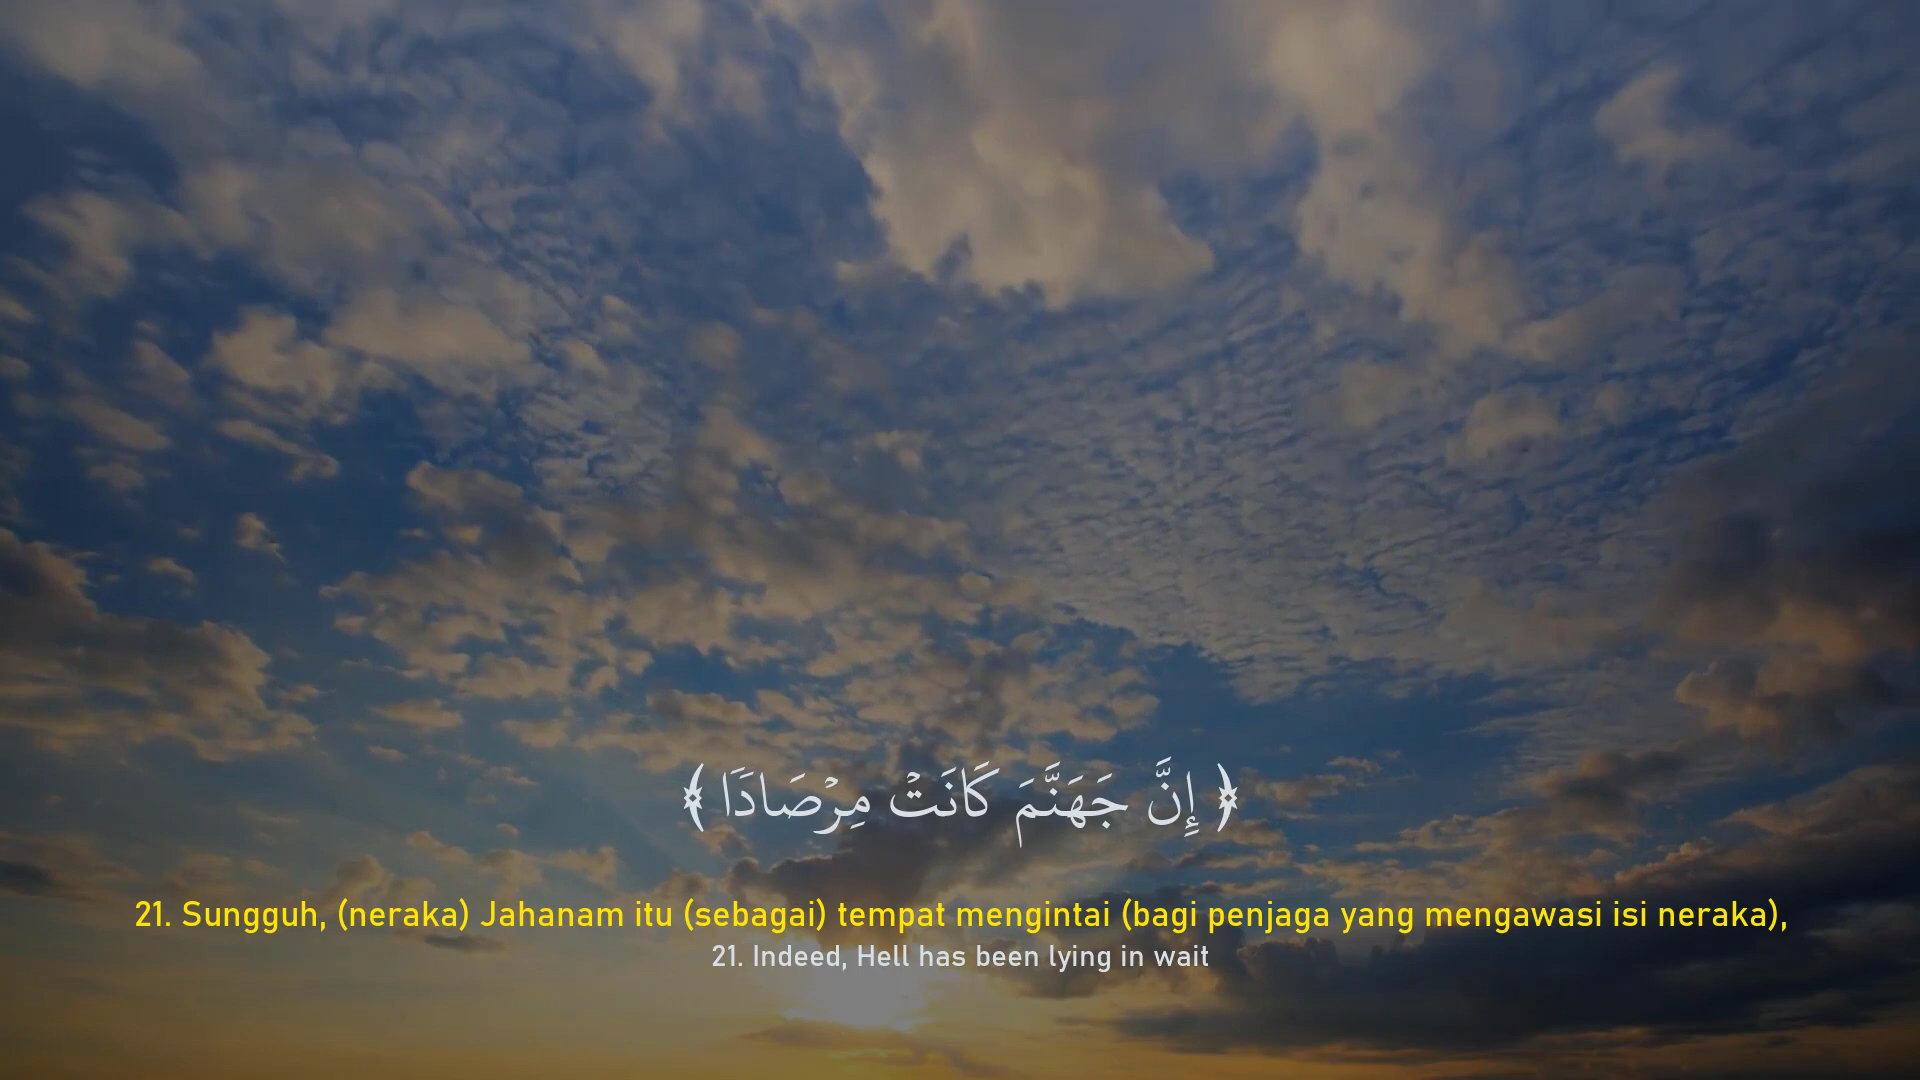 ﴿ إِنَّ جَهَنَّمَ كَانَتْ مِرْصَادًا ﴾
21. Sungguh, (neraka) Jahanam itu (sebagai) tempat mengintai (bagi penjaga yang mengawasi isi neraka),
21. Indeed, Hell has been lying in wait